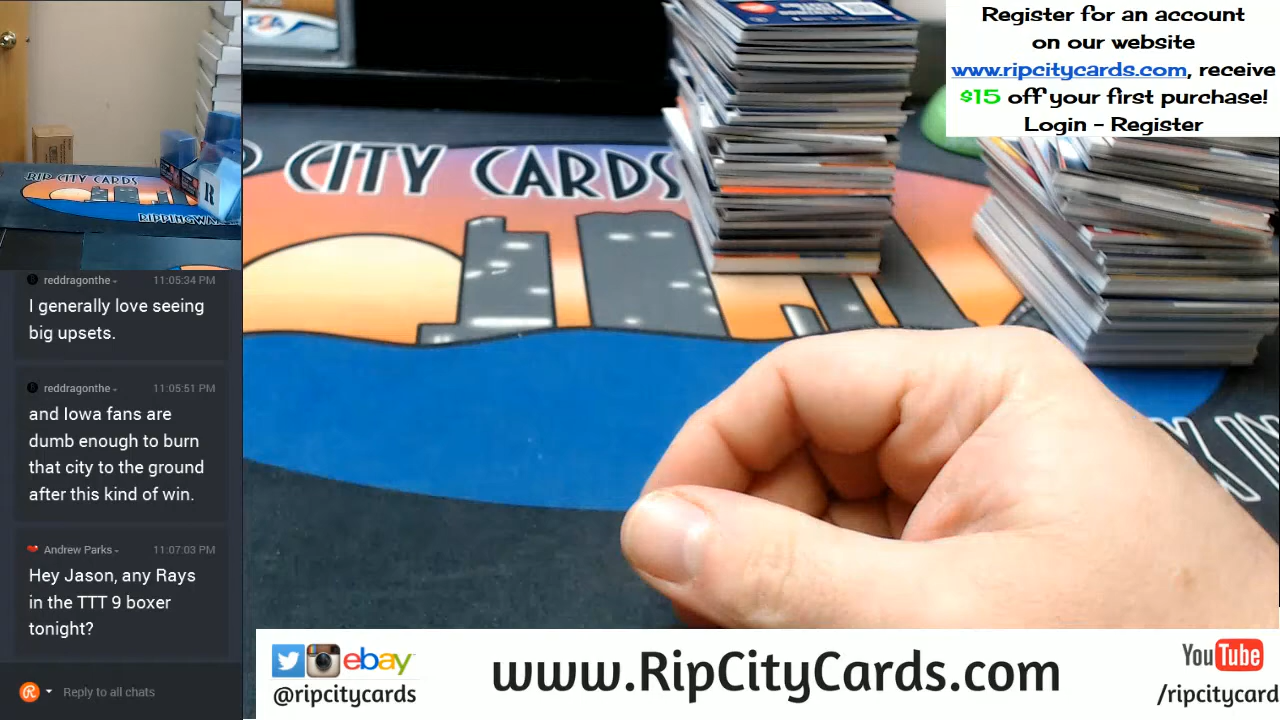 Register for an account
on our website
www.ripcitycards.com, receive
$15 off your first purchase!
Login - Register
CITY CARDS
RIP CITY CARDS
R
reddragonthe 11:05:34 PM
I generally love seeing
big upsets.
reddragonthe 11:05:51 PM
and Iowa fans are
dumb enough to burn
that city to the ground
after this kind of win.
Andrew Parks 11:07:03 PM
Hey Jason, any Rays
in the TTT 9 boxer
tonight?
Reply to all chats
ebay
@ripcitycards
www.RipCityCards.com
YouTube
/ripcitycard